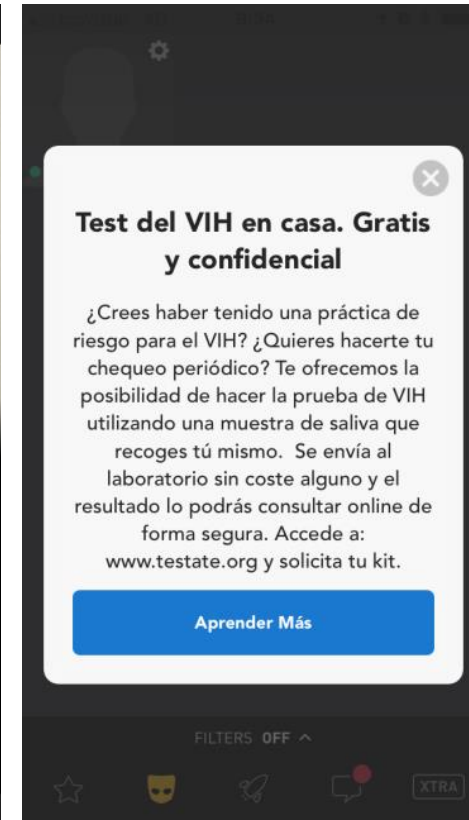 Test del VIH en casa. Gratis
y confidencial
¿Crees haber tenido una práctica de
riesgo para el VIH? ¿Quieres hacerte tu
chequeo periódico? Te ofrecemos la
posibilidad de hacer la prueba de VIH
utilizando una muestra de saliva que
recoges tú mismo.  Se envía al
laboratorio sin coste alguno y el
resultado lo podrás consultar online de
forma segura. Accede a:
www.testate.org y solicita tu kit.
Aprender Más
FILTERS OFF
XTRA